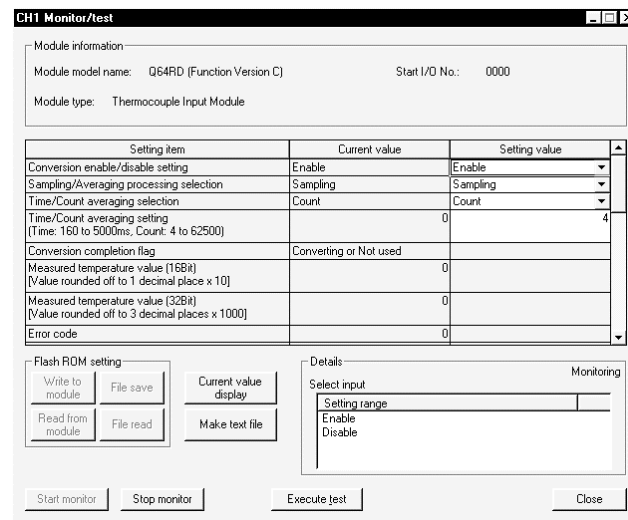 CH1 Monitor/test
Module information
Module model name: Q64RD (Function Version C) Start I/O No.: 0000
Module type: Thermocouple Input Module
Setting item Current value Setting value
Conversion enable/disable setting Enable Enable
Sampling/Averaging processing selection Sampling Sampling
Time/Count averaging selection Count Count
Time/Count averaging setting
(Time: 160 to 5000ms, Count: 4 to 62500) 0 4
Conversion completion flag Converting or Not used
Measured temperature value (16Bit)
[Value rounded off to 1 decimal place x 10] 0
Measured temperature value (32Bit)
[Value rounded off to 3 decimal places x 1000] 0
Error code 0
Flash ROM setting
Write to module
File save
Read from module
File read
Current value display
Make text file
Details
Monitoring
Select input
Setting range
Enable
Disable
Start monitor Stop monitor Execute test Close